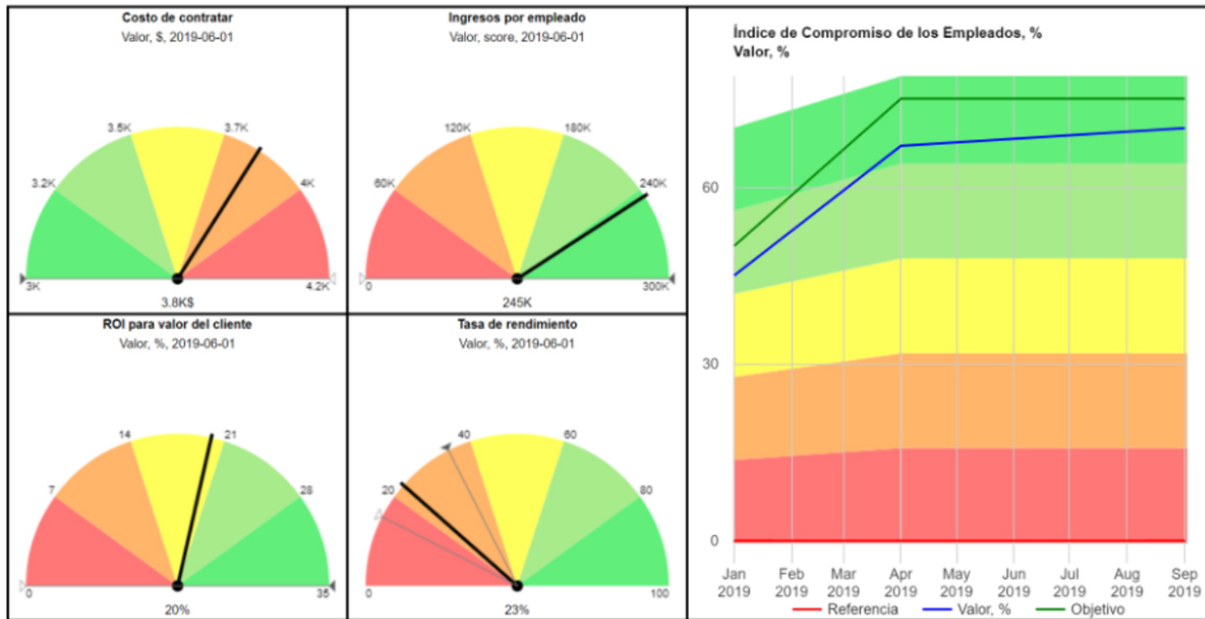 Costo de contratar
Valor, $, 2019-06-01
3.5K
3.7K
3.2K
4K
3K
4.2K
3.8K$
Ingresos por empleado
Valor, score, 2019-06-01
120K
180K
60K
240K
0
300K
245K
ROI para valor del cliente
Valor, %, 2019-06-01
14
21
7
28
0
35
20%
Tasa de rendimiento
Valor, %, 2019-06-01
40
60
20
80
0
100
23%
Índice de Compromiso de los Empleados, %
Valor, %
60
30
0
Jan Feb Mar Apr May Jun Jul Aug Sep
2019 2019 2019 2019 2019 2019 2019 2019 2019
Referencia Valor, % Objetivo